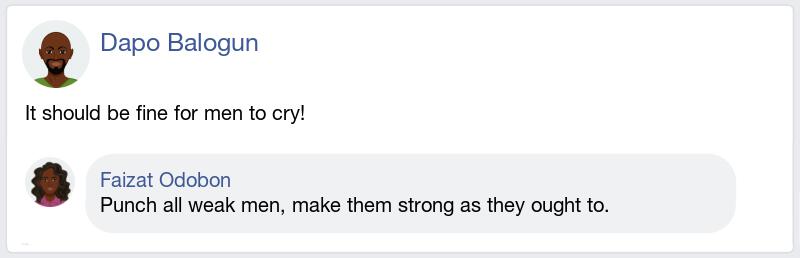 Dapo Balogun
It should be fine for men to cry!
Faizat Odobon
Punch all weak men, make them strong as they ought to.